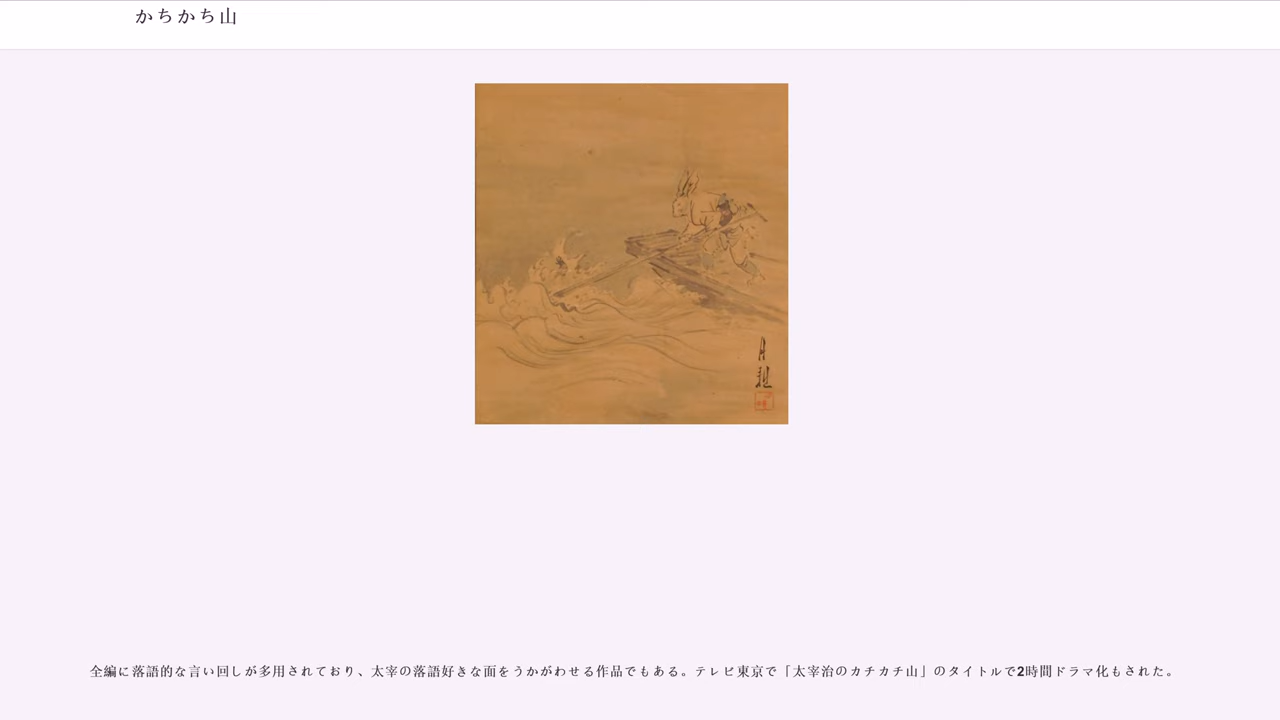 かちかち山
月耕
全編に落語的な言い回しが多用されており、太宰の落語好きな面をうかがわせる作品でもある。テレビ東京で「太宰治のカチカチ山」のタイトルで2時間ドラマ化もされた。